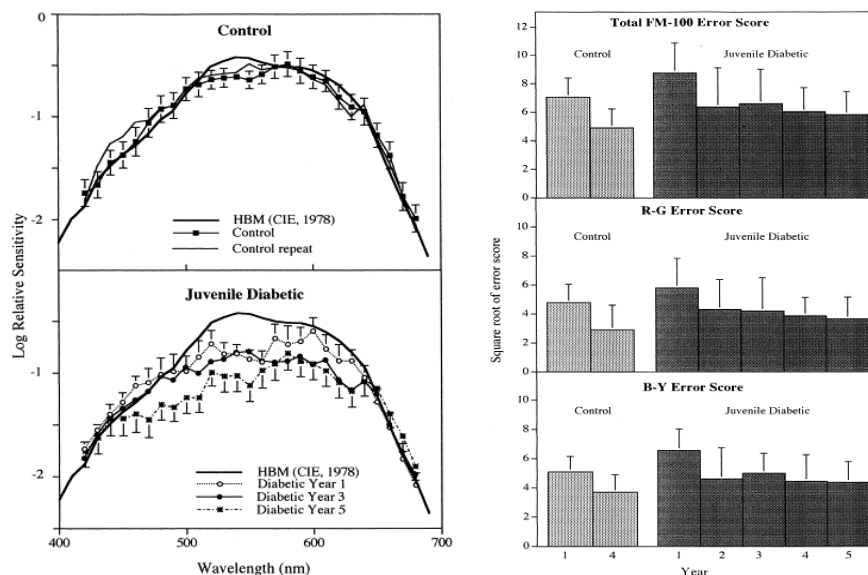 Control
0
-1
-2
HBM (CIE, 1978)
Control
Control repeat
Log Relative Sensitivity
Juvenile Diabetic
-1
-2
HBM (CIE, 1978)
Diabetic Year 1
Diabetic Year 3
Diabetic Year 5
400 500 600 700
Wavelength (nm)
Total FM-100 Error Score
Control Juvenile Diabetic
12
10
8
6
4
2
0
R-G Error Score
Control Juvenile Diabetic
8
6
4
2
0
Square root of error score
B-Y Error Score
Control Juvenile Diabetic
8
6
4
2
0
1 4 1 2 3 4 5
Year